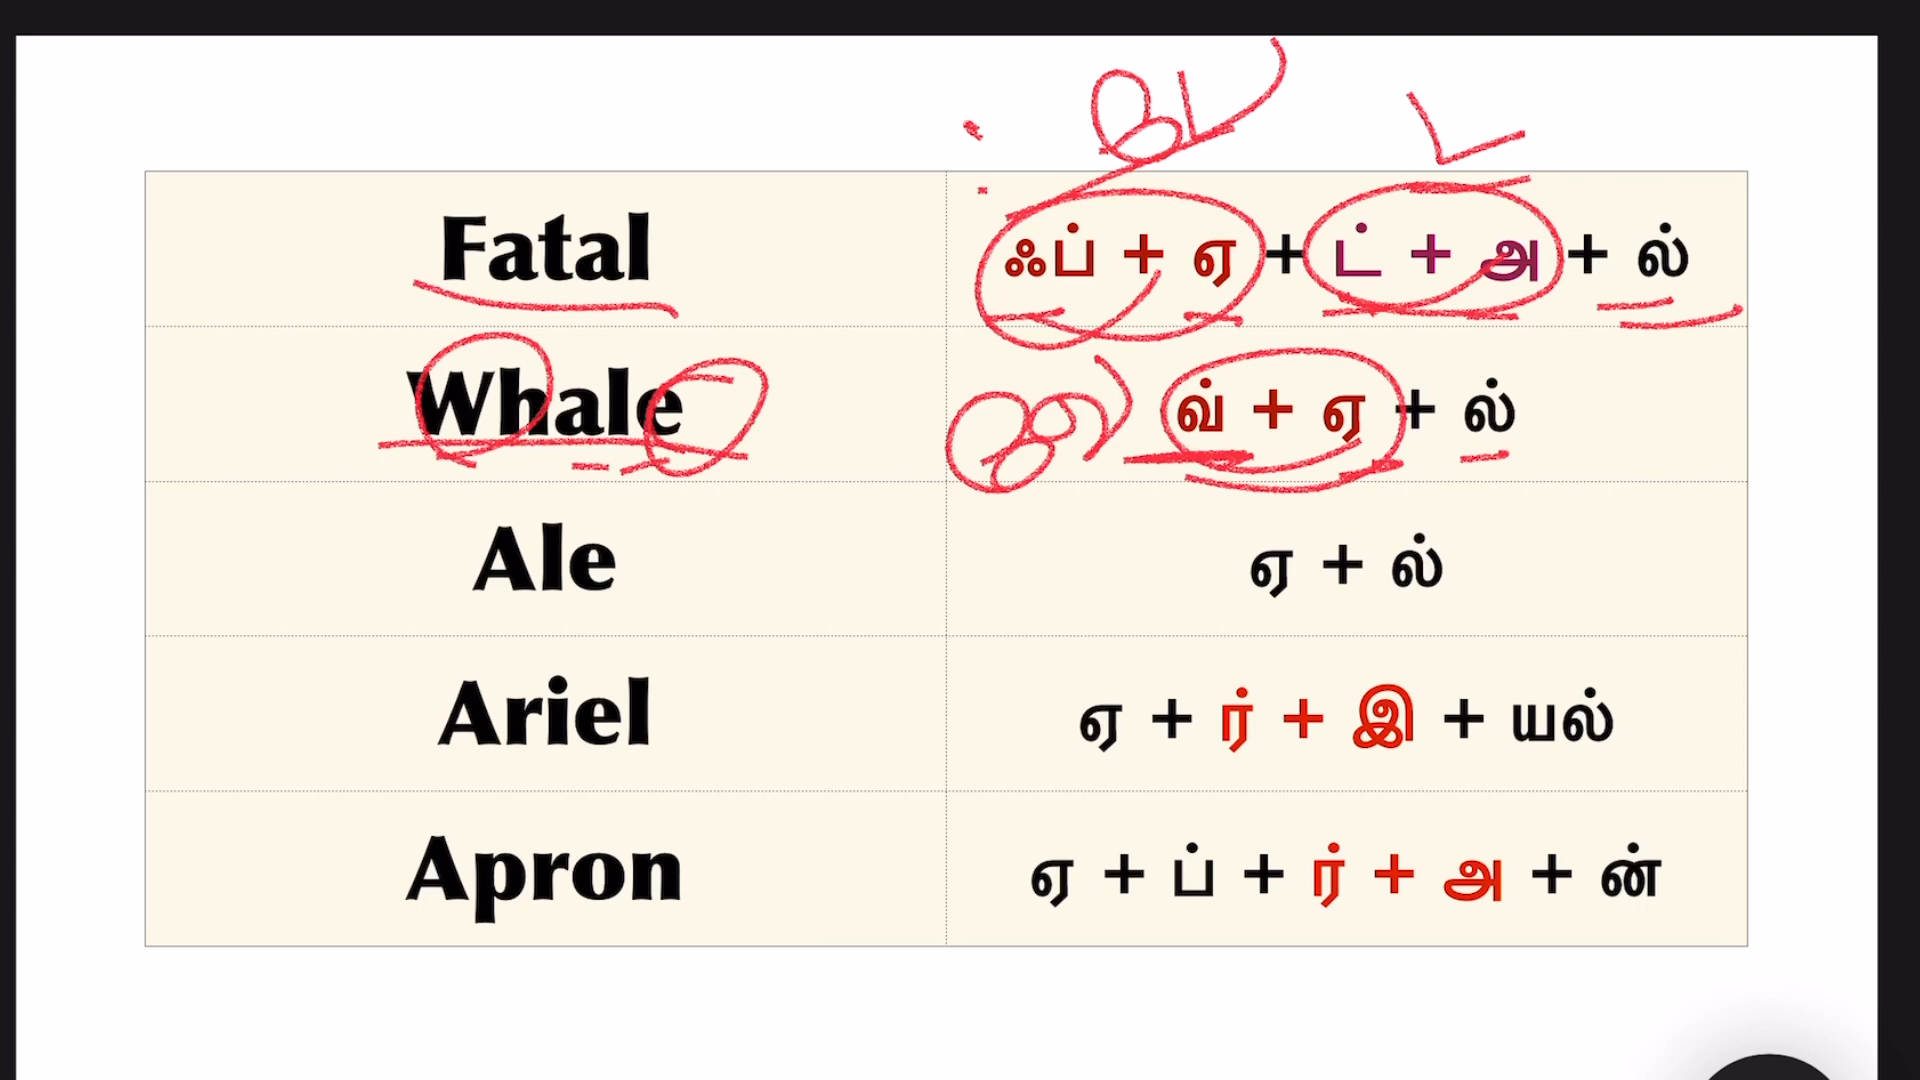 Fatal ஃப் + ஏ + ட் + அ + ல்
Whale வ் + ஏ + ல்
Ale ஏ + ல்
Ariel ஏ + ர் + இ + யல்
Apron ஏ + ப் + ர் + அ + ன்